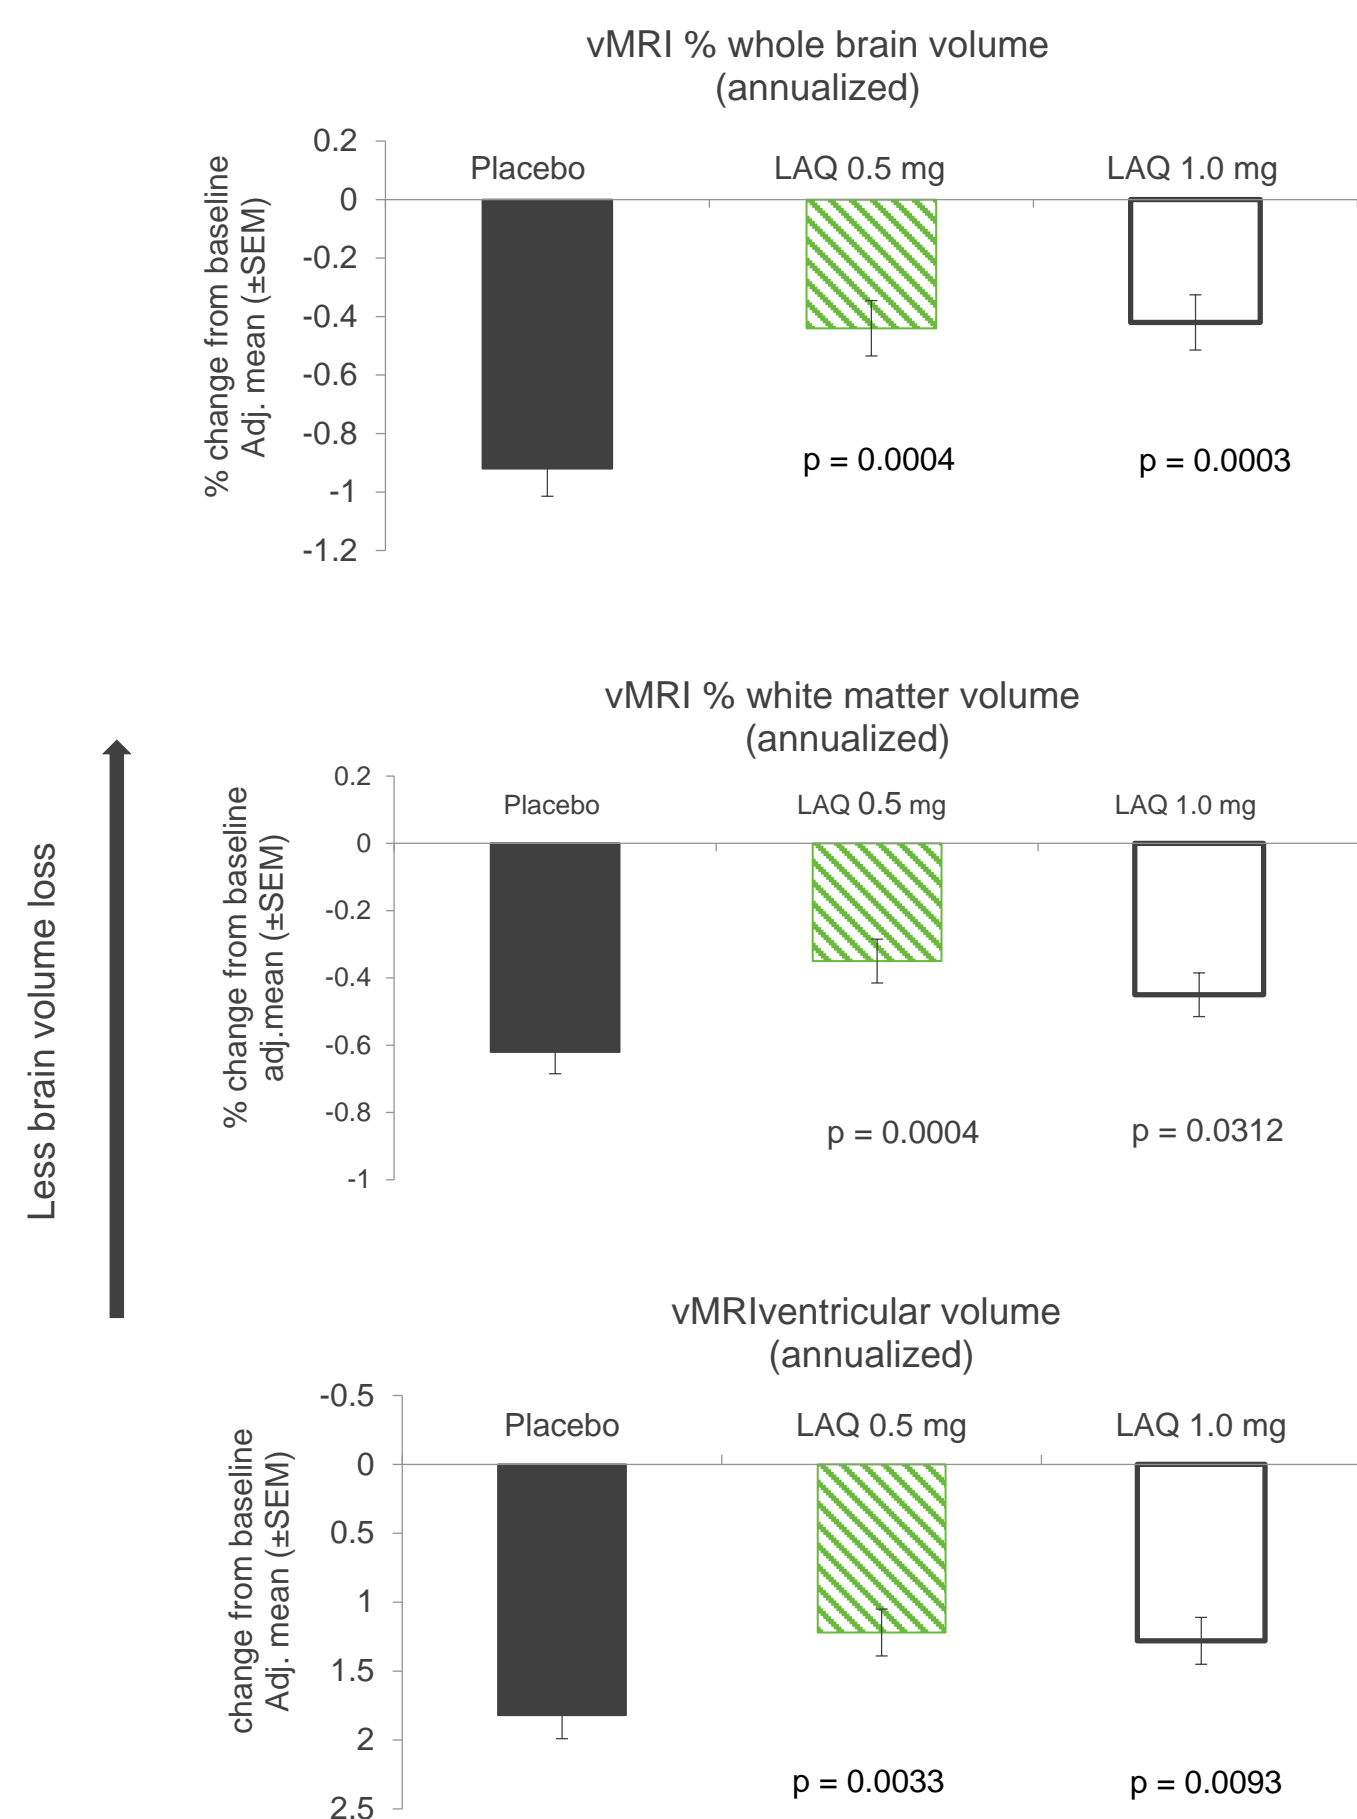 vMRI % whole brain volume
(annualized)
% change from baseline
Adj. mean (±SEM)
0.2
0
-0.2
-0.4
-0.6
-0.8
-1
-1.2
Placebo
LAQ 0.5 mg
LAQ 1.0 mg
p = 0.0004
p = 0.0003
Less brain volume loss
vMRI % white matter volume
(annualized)
% change from baseline
adj.mean (±SEM)
0.2
0
-0.2
-0.4
-0.6
-0.8
-1
Placebo
LAQ 0.5 mg
LAQ 1.0 mg
p = 0.0004
p = 0.0312
vMRIventricular volume
(annualized)
change from baseline
Adj. mean (±SEM)
-0.5
0
0.5
1
1.5
2
2.5
Placebo
LAQ 0.5 mg
LAQ 1.0 mg
p = 0.0033
p = 0.0093